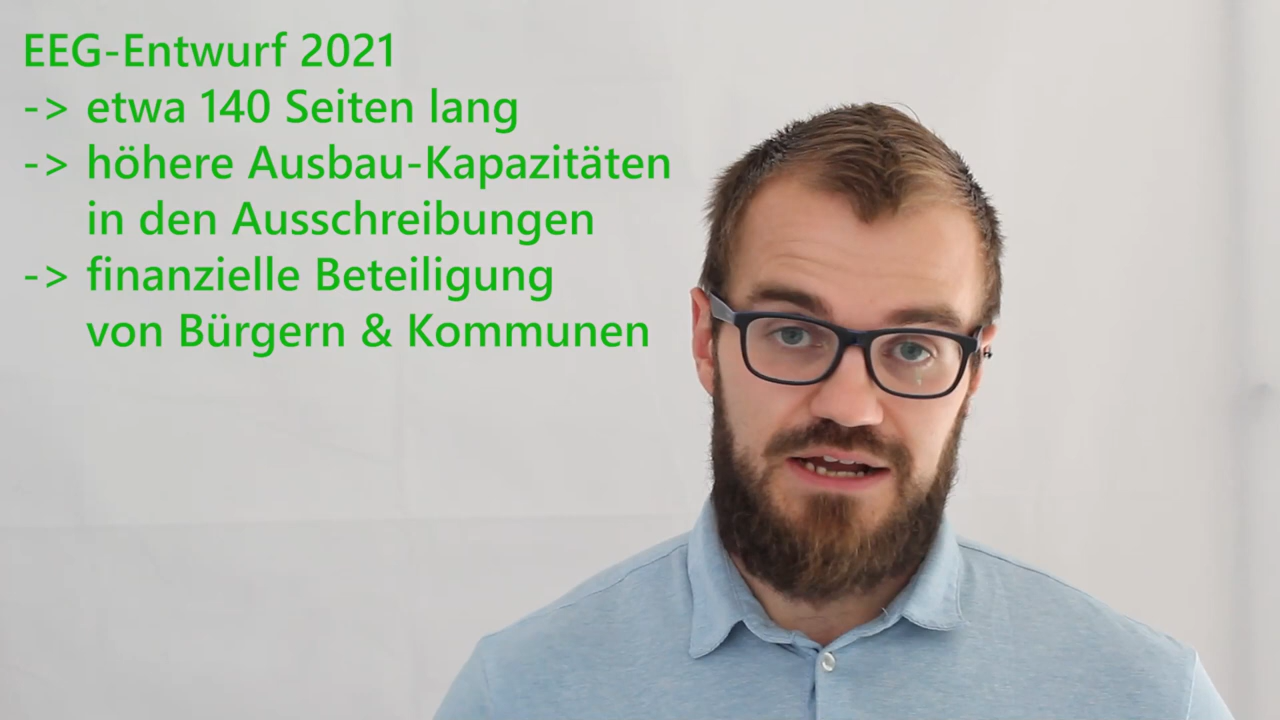 EEG-Entwurf 2021
-> etwa 140 Seiten lang
-> höhere Ausbau-Kapazitäten
in den Ausschreibungen
-> finanzielle Beteiligung
von Bürgern & Kommunen